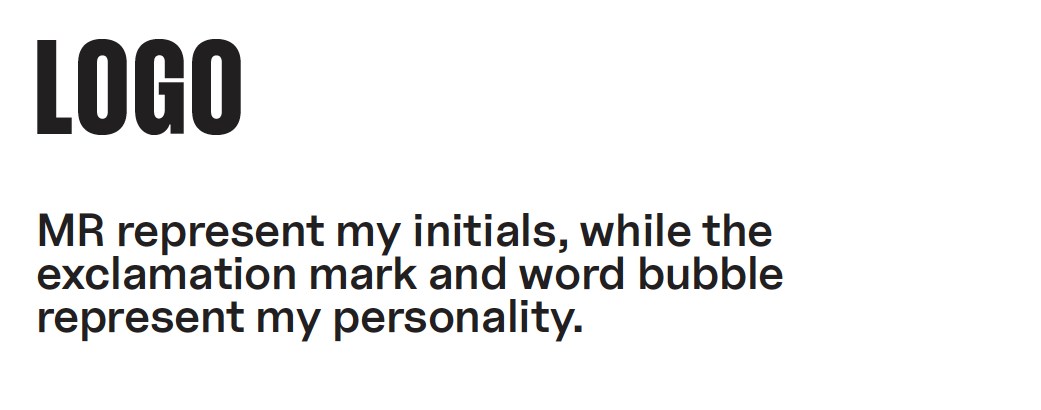 LOGO
MR represent my initials, while the
exclamation mark and word bubble
represent my personality.